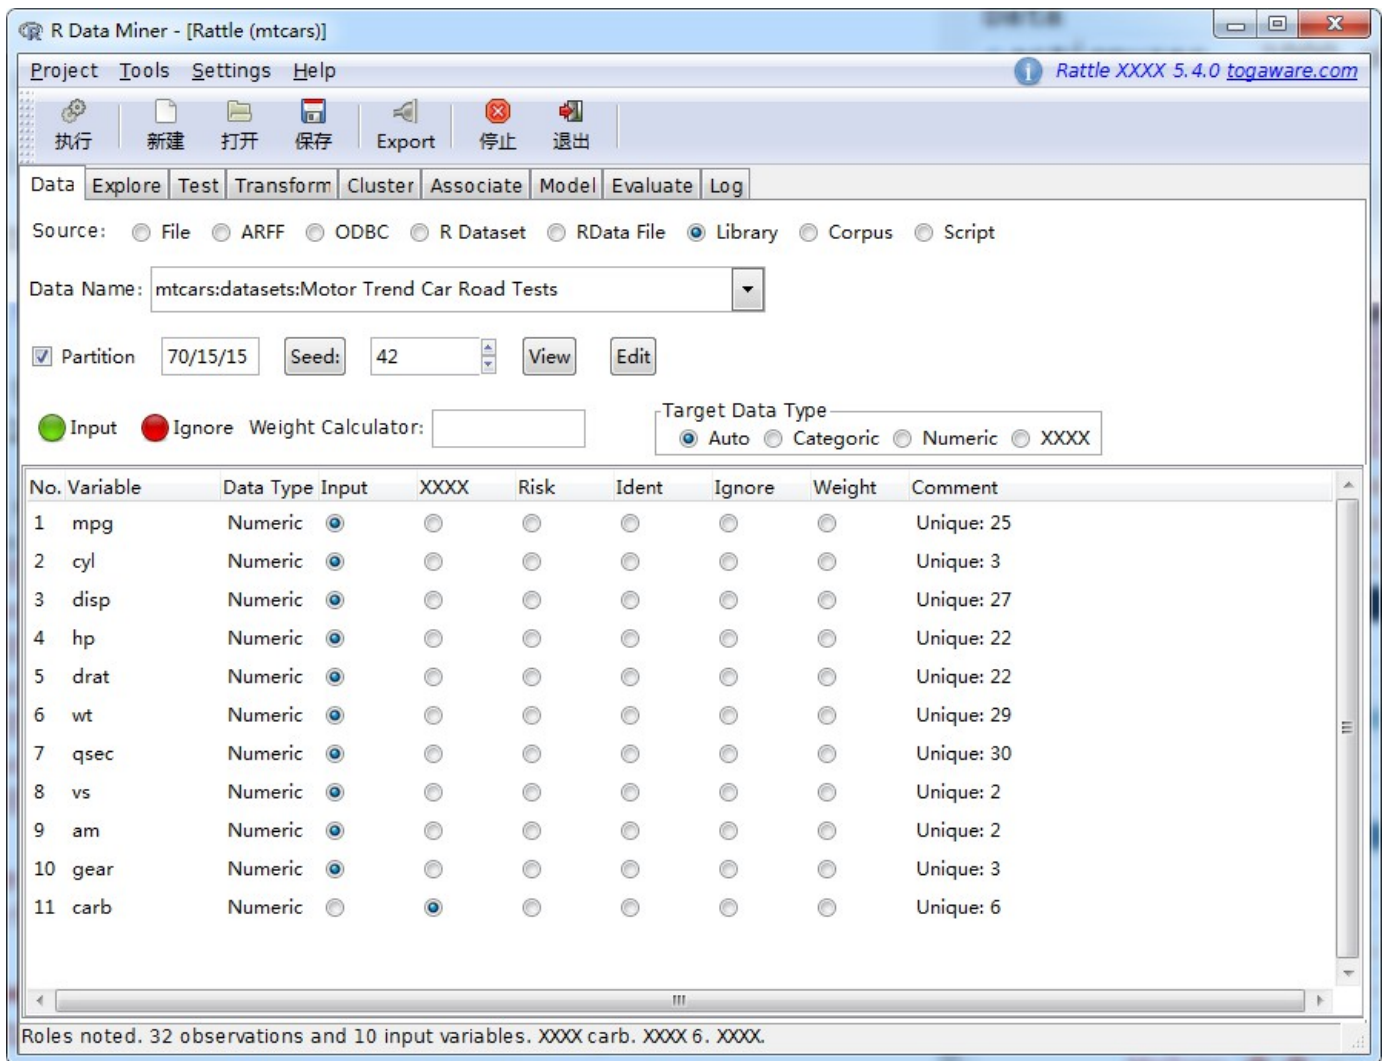 R Data Miner - [Rattle (mtcars)]
Project Tools Settings Help Rattle XXXX 5.4.0 togaware.com
执行 新建 打开 保存 Export 停止 退出
Data Explore Test Transform Cluster Associate Model Evaluate Log
Source: File ARFF ODBC R Dataset RData File Library Corpus Script
Data Name: mtcars:datasets:Motor Trend Car Road Tests
Partition 70/15/15 Seed: 42 View Edit
Target Data Type
Input Ignore Weight Calculator: Auto Categoric Numeric XXXX
No. Variable Data Type Input XXXX Risk Ident Ignore Weight Comment
1 mpg Numeric Unique: 25
2 cyl Numeric Unique: 3
3 disp Numeric Unique: 27
4 hp Numeric Unique: 22
5 drat Numeric Unique: 22
6 wt Numeric Unique: 29
7 qsec Numeric Unique: 30
8 vs Numeric Unique: 2
9 am Numeric Unique: 2
10 gear Numeric Unique: 3
11 carb Numeric Unique: 6
Roles noted. 32 observations and 10 input variables. XXXX carb. XXXX 6. XXXX.